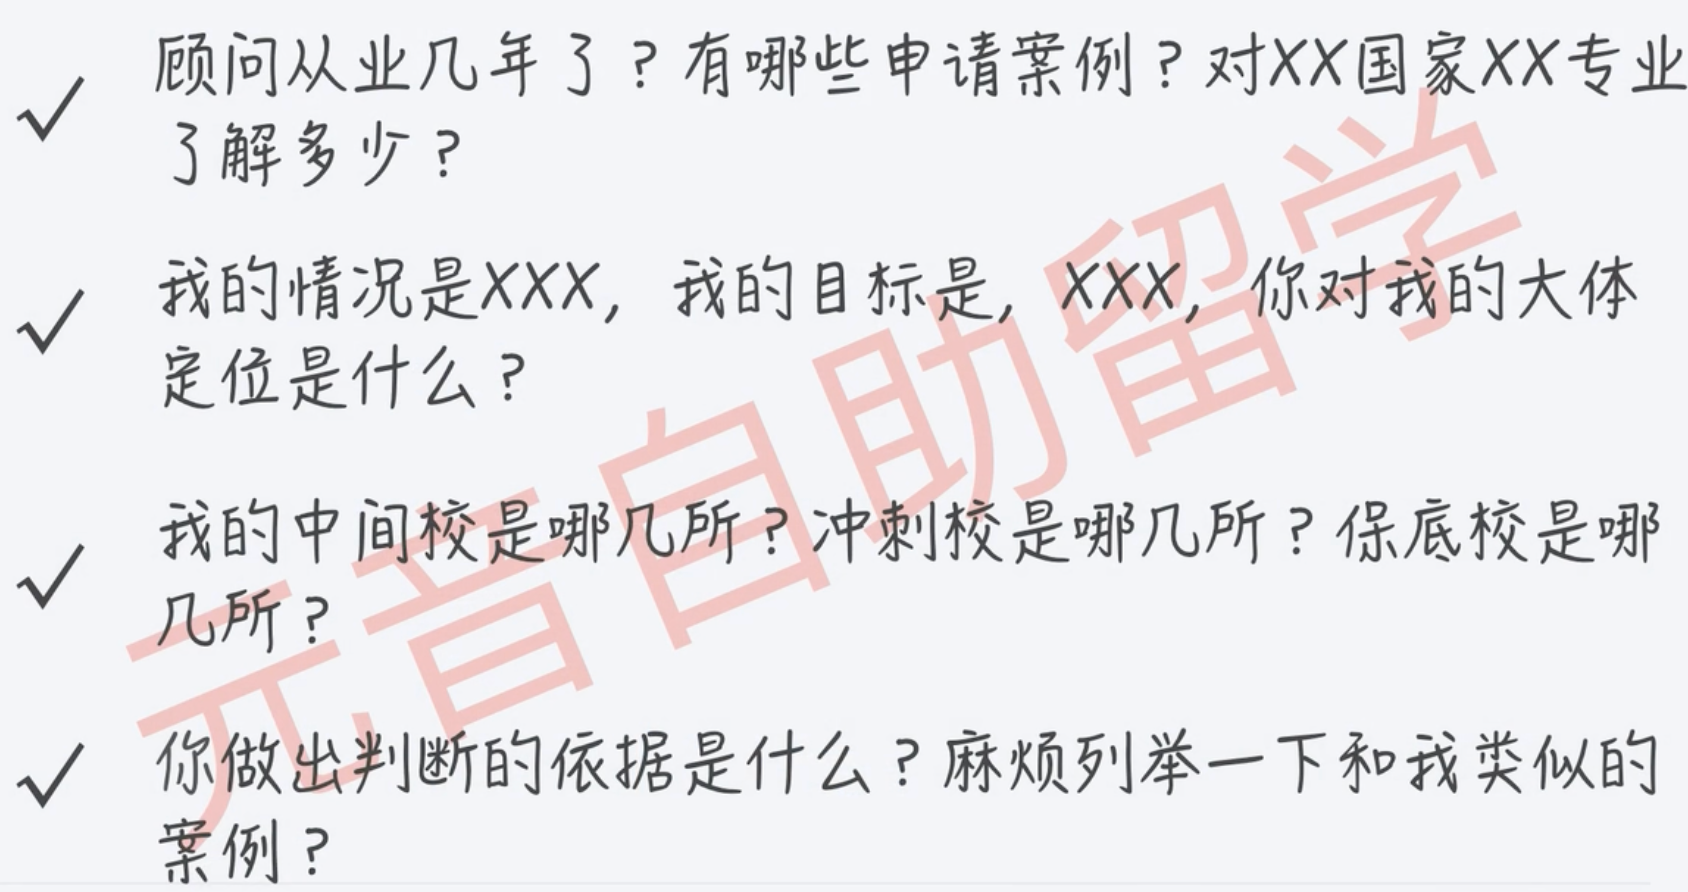 顾问从业几年了？有哪些申请案例？对XX国家XX专业
了解多少？
我的情况是XXX，我的目标是，XXX，你对我的大体
定位是什么？
我的中间校是哪几所？冲刺校是哪几所？保底校是哪
几所？
你做出判断的依据是什么？麻烦列举一下和我类似的
案例？
元音自助留学